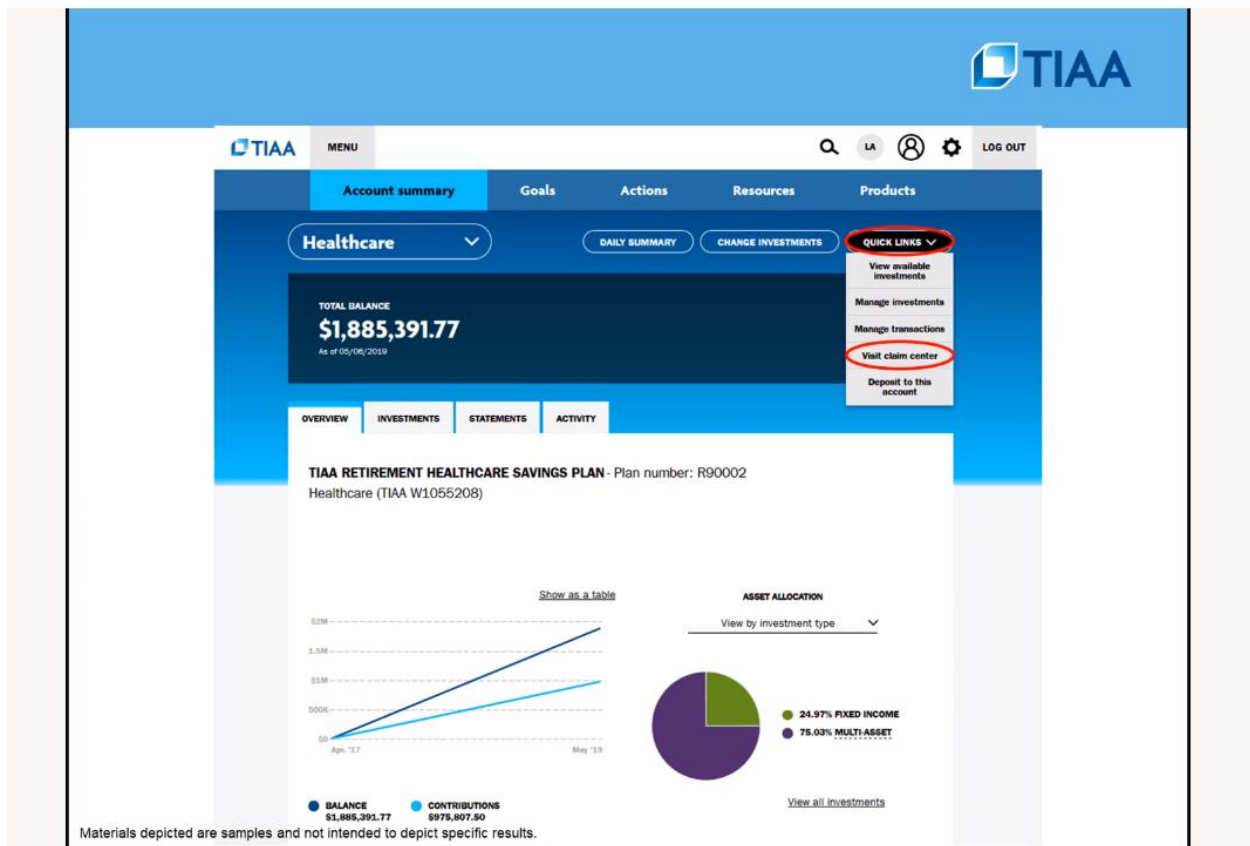 TIAA
TIAA MENU LA LOG OUT
Account summary Goals Actions Resources Products
Healthcare DAILY SUMMARY CHANGE INVESTMENTS QUICK LINKS
View available
investments
Manage investments
Manage transactions
Visit claim center
Deposit to this
account
TOTAL BALANCE
$1,885,391.77
As of 05/06/2019
OVERVIEW INVESTMENTS STATEMENTS ACTIVITY
TIAA RETIREMENT HEALTHCARE SAVINGS PLAN - Plan number: R90002
Healthcare (TIAA W1055208)
Show as a table
$2M
1.5M
$1M
500K
$0
Apr. '17 May '19
BALANCE
$1,885,391.77
CONTRIBUTIONS
$975,807.50
ASSET ALLOCATION
View by investment type
24.97% FIXED INCOME
75.03% MULTI-ASSET
View all investments
Materials depicted are samples and not intended to depict specific results.